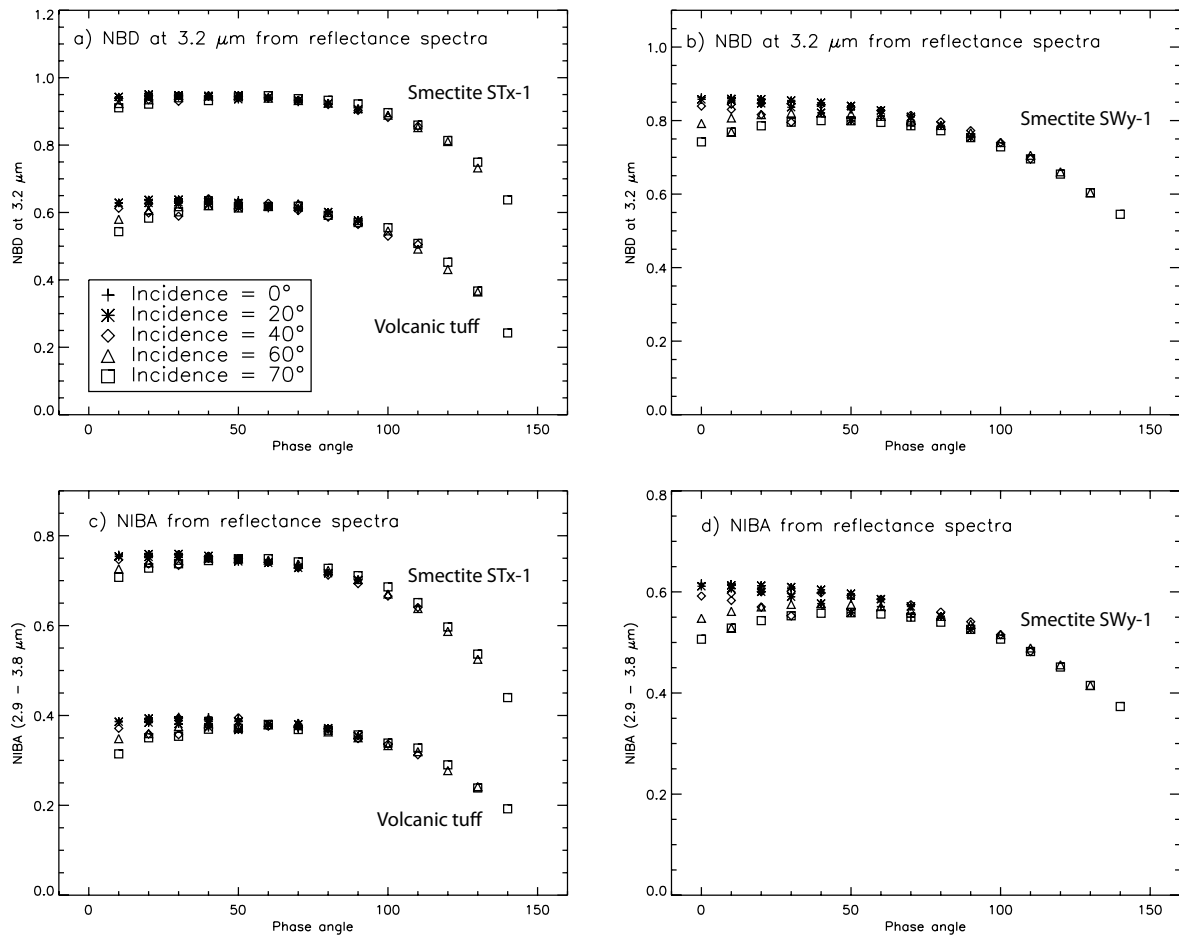 a) NBD at 3.2 μm from reflectance spectra
Smectite STx-1
Volcanic tuff
Incidence = 0°
Incidence = 20°
Incidence = 40°
Incidence = 60°
Incidence = 70°
NBD at 3.2 μm
1.2
1.0
0.8
0.6
0.4
0.2
0.0
0 50 100 150
Phase angle
b) NBD at 3.2 μm from reflectance spectra
Smectite SWy-1
NBD at 3.2 μm
1.0
0.8
0.6
0.4
0.2
0.0
0 50 100 150
Phase angle
c) NIBA from reflectance spectra
Smectite STx-1
Volcanic tuff
NIBA (2.9 - 3.8 μm)
0.8
0.6
0.4
0.2
0.0
0 50 100 150
Phase angle
d) NIBA from reflectance spectra
Smectite SWy-1
NIBA (2.9 - 3.8 μm)
0.8
0.6
0.4
0.2
0.0
0 50 100 150
Phase angle